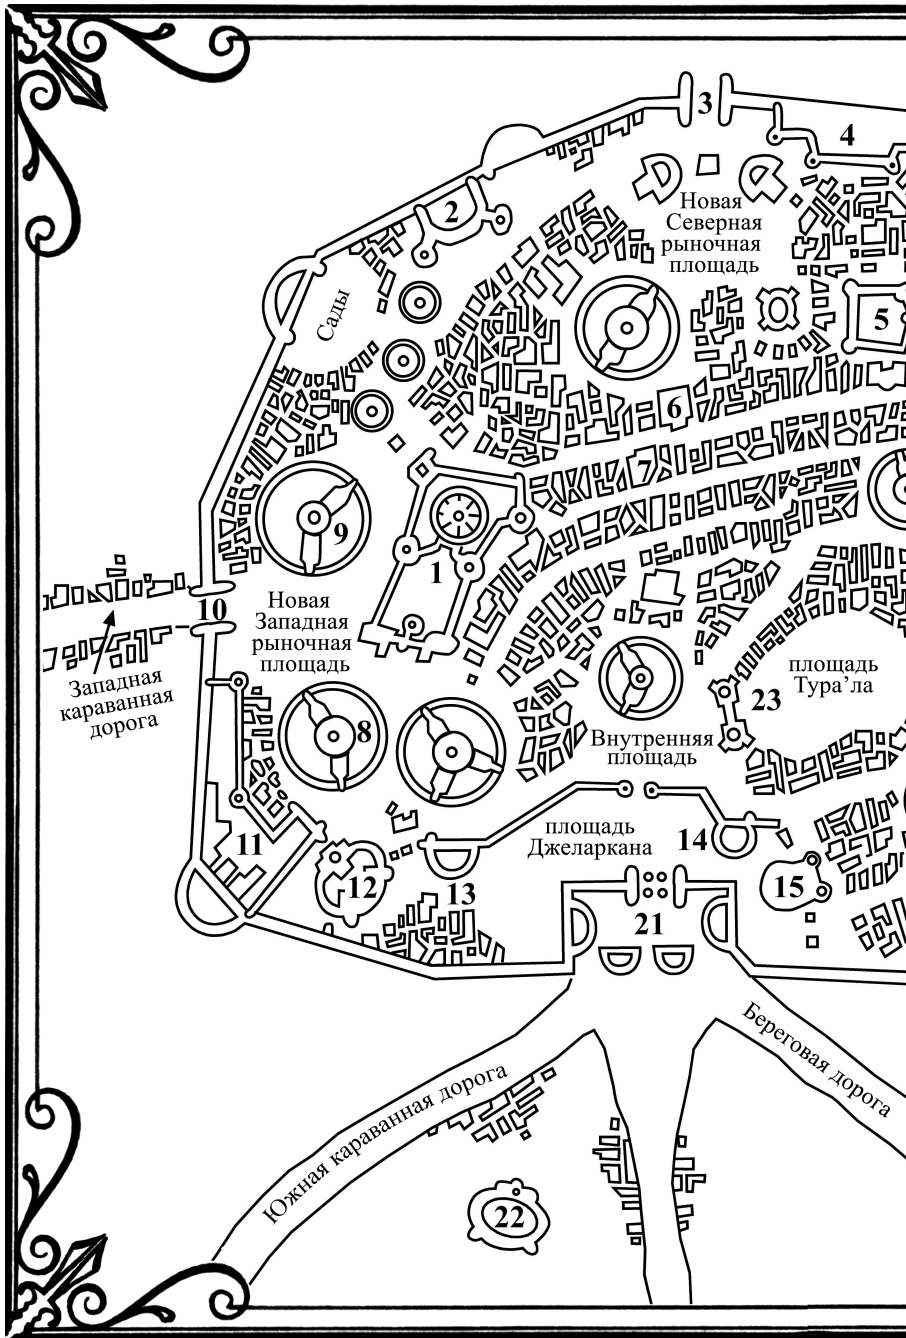 3
4
2
Новая
Северная
рыночная
площадь
Сады
5
6
7
9
1
10
Новая
Западная
рыночная
площадь
Западная
караванная
дорога
площадь
Тура’ла
23
8
Внутренняя
площадь
11
площадь
Джеларкана
14
12
13
15
21
Береговая дорога
Южная караванная дорога
22